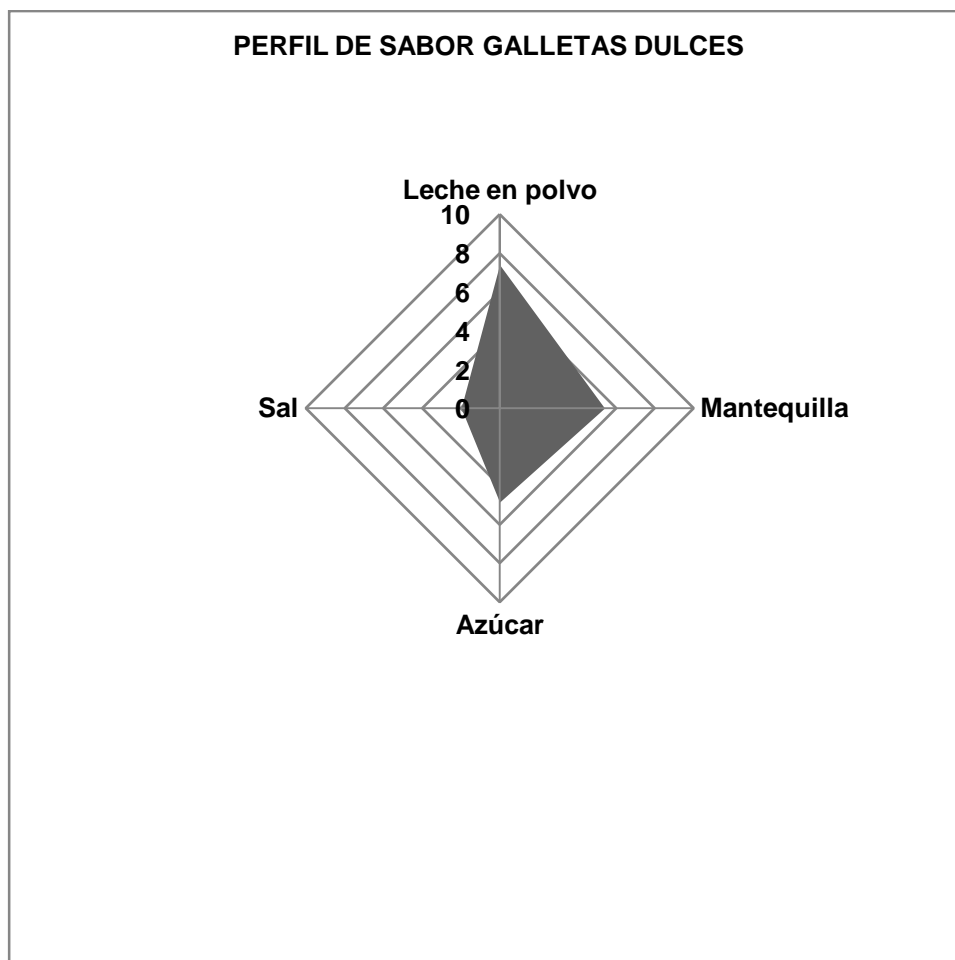 PERFIL DE SABOR GALLETAS DULCES
Leche en polvo
10
8
6
4
2
0
Sal
Mantequilla
Azúcar